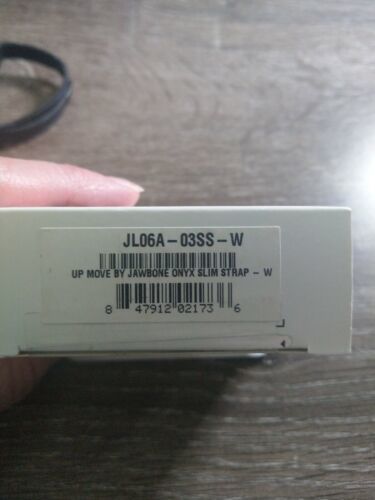 JL06A-03SS-W
UP MOVE BY JAWBONE ONYX SLIM STRAP - W
8 47912 02173 6